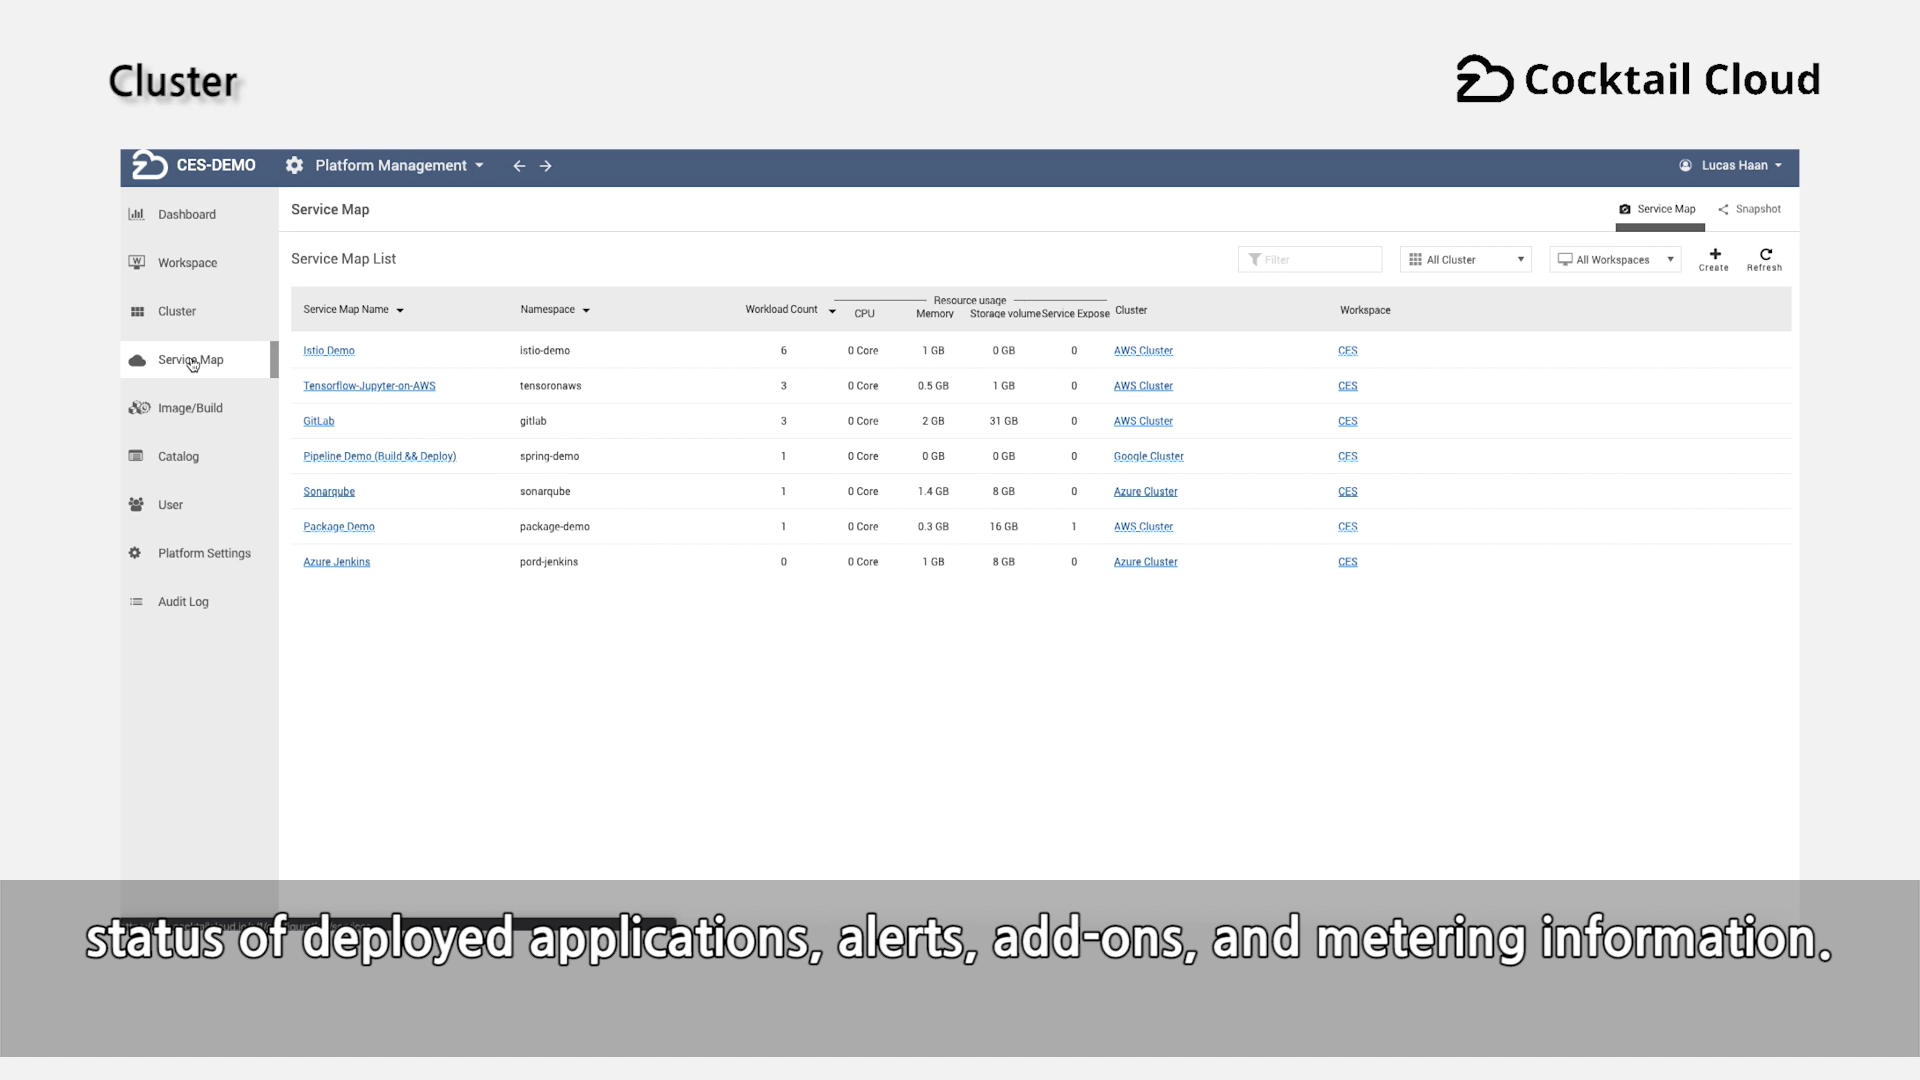 Cluster
Cocktail Cloud
CES-DEMO Platform Management Lucas Haan
Service Map Service Map Snapshot
Service Map List Filter All Cluster All Workspaces Create Refresh
Dashboard
Workspace
Cluster
Service Map
Image/Build
Catalog
User
Platform Settings
Audit Log
Resource usage
Service Map Name Namespace Workload Count CPU Memory Storage volume Service Expose Cluster Workspace
Istio Demo istio-demo 6 0 Core 1 GB 0 GB 0 AWS Cluster CES
Tensorflow-Jupyter-on-AWS tensoronaws 3 0 Core 0.5 GB 1 GB 0 AWS Cluster CES
GitLab gitlab 3 0 Core 2 GB 31 GB 0 AWS Cluster CES
Pipeline Demo (Build && Deploy) spring-demo 1 0 Core 0 GB 0 GB 0 Google Cluster CES
Sonarqube sonarqube 1 0 Core 1.4 GB 8 GB 0 Azure Cluster CES
Package Demo package-demo 1 0 Core 0.3 GB 16 GB 1 AWS Cluster CES
Azure Jenkins pord-jenkins 0 0 Core 1 GB 8 GB 0 Azure Cluster CES
status of deployed applications, alerts, add-ons, and metering information.